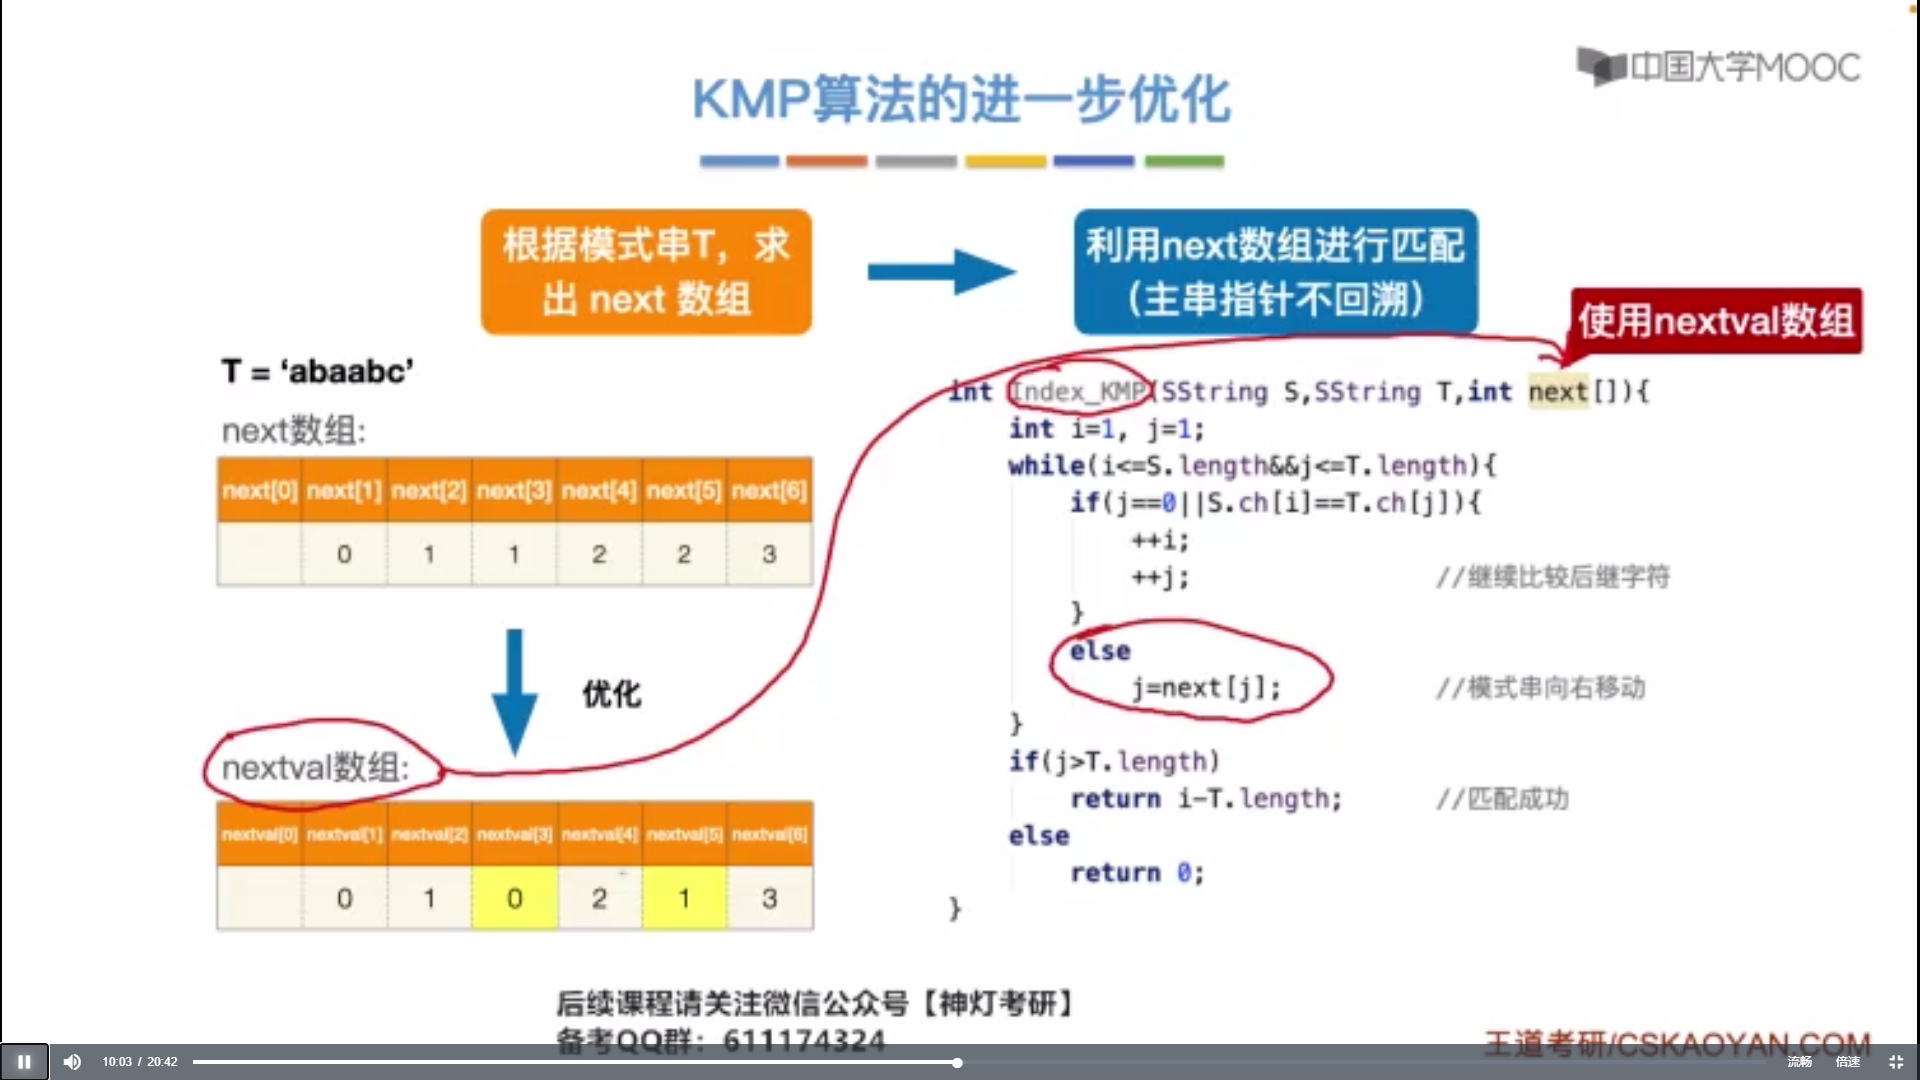 中国大学MOOC
KMP算法的进一步优化
根据模式串T，求
出 next 数组
利用next数组进行匹配
（主串指针不回溯）
使用nextval数组
T = ‘abaabc’
next数组:
next[0] next[1] next[2] next[3] next[4] next[5] next[6]
0 1 1 2 2 3
优化
nextval数组:
nextval[0] nextval[1] nextval[2] nextval[3] nextval[4] nextval[5] nextval[6]
0 1 0 2 1 3
int Index_KMP(SString S,SString T,int next[]){
int i=1, j=1;
while(i<=S.length&&j<=T.length){
if(j==0||S.ch[i]==T.ch[j]){
++i;
++j; //继续比较后继字符
}
else
j=next[j]; //模式串向右移动
}
if(j>T.length)
return i-T.length; //匹配成功
else
return 0;
}
后续课程请关注微信公众号【神灯考研】
备考QQ群：611174324
王道考研/CSKAOYAN.COM
10:03 / 20:42
流畅 倍速